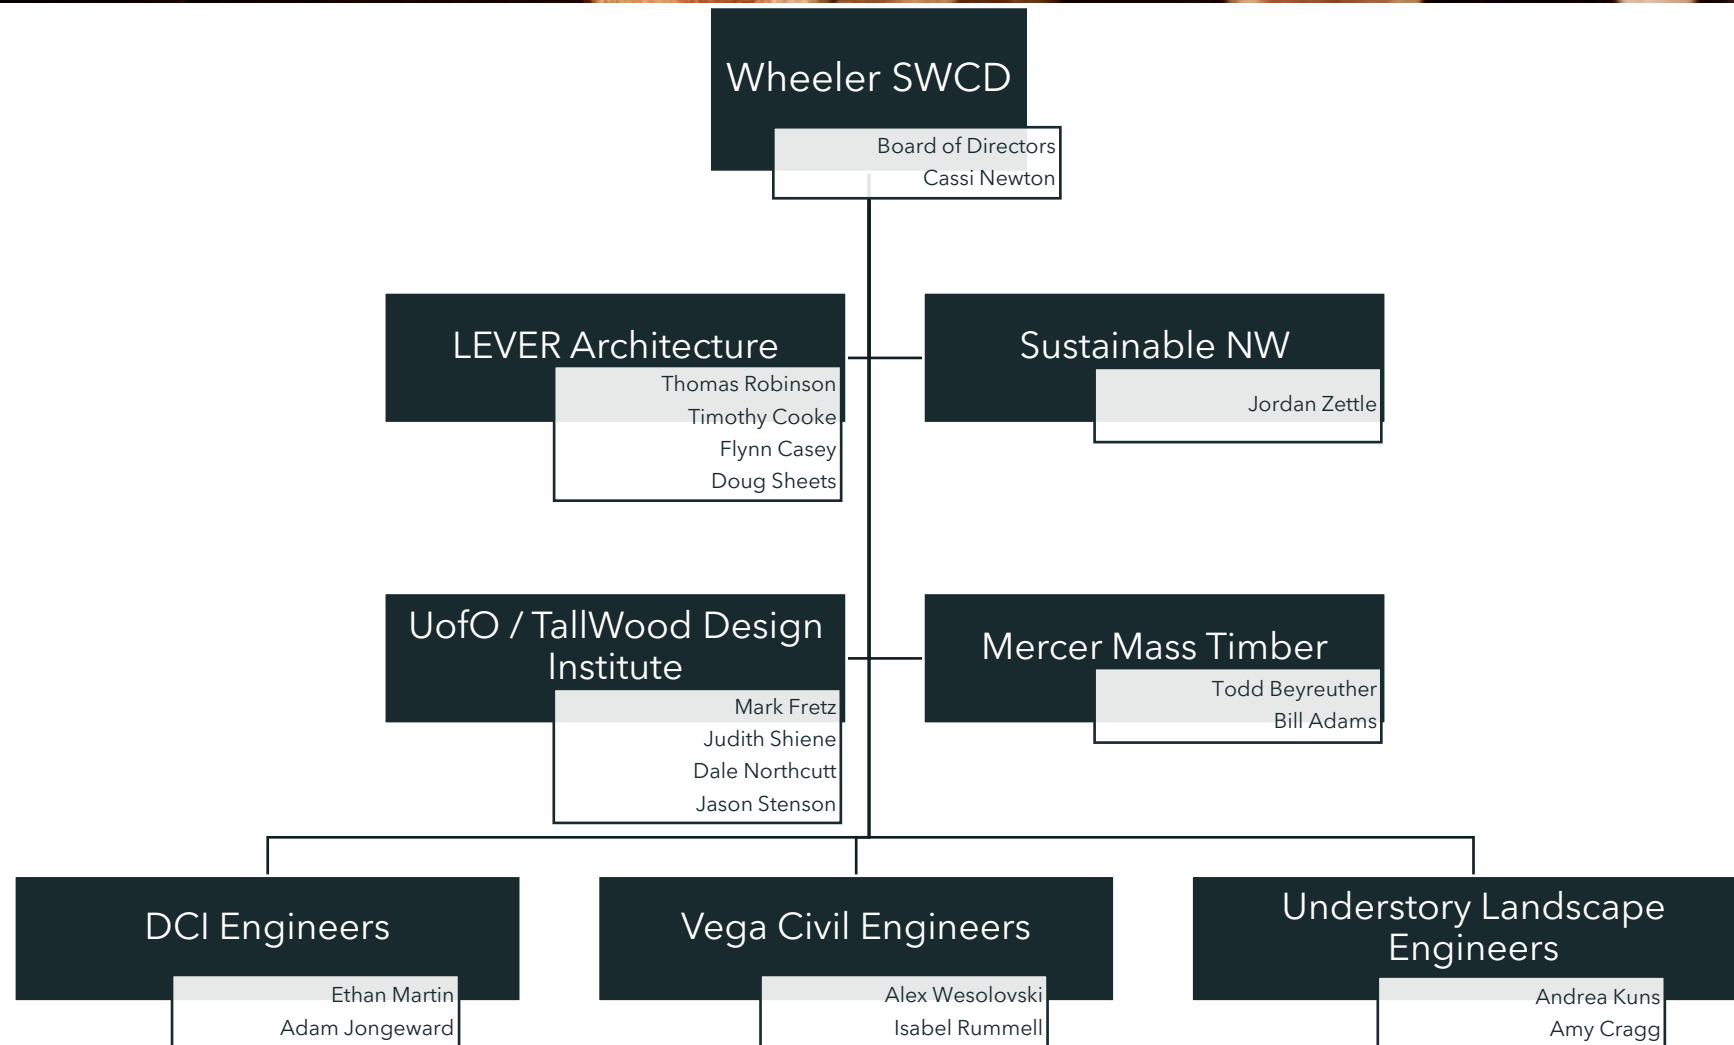 Wheeler SWCD
Board of Directors
Cassi Newton
LEVER Architecture
Thomas Robinson
Timothy Cooke
Flynn Casey
Doug Sheets
Sustainable NW
Jordan Zettle
UofO / TallWood Design
Institute
Mark Fretz
Judith Shiene
Dale Northcutt
Jason Stenson
Mercer Mass Timber
Todd Beyreuther
Bill Adams
DCI Engineers
Ethan Martin
Adam Jongeward
Vega Civil Engineers
Alex Wesolovski
Isabel Rummell
Understory Landscape
Engineers
Andrea Kuns
Amy Cragg